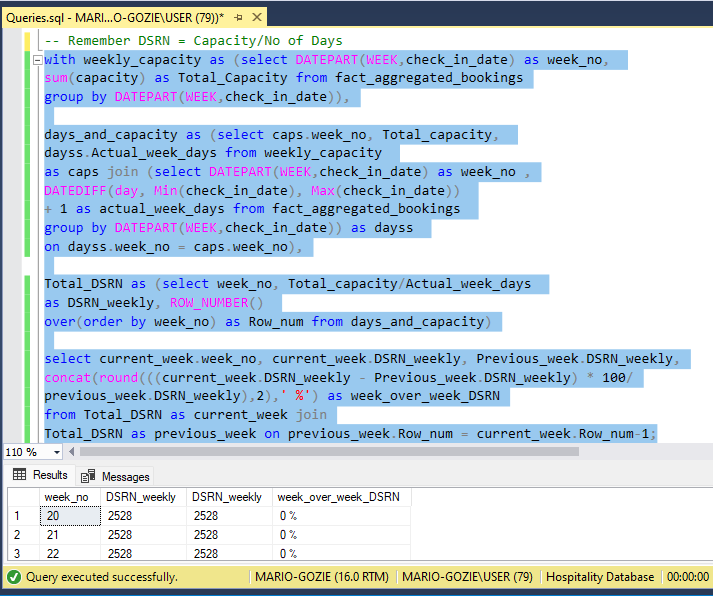 Queries.sql - MARI...O-GOZIE\USER (79))*
-- Remember DSRN = Capacity/No of Days
with weekly_capacity as (select DATEPART(WEEK,check_in_date) as week_no,
sum(capacity) as Total_Capacity from fact_aggregated_bookings
group by DATEPART(WEEK,check_in_date)),
days_and_capacity as (select caps.week_no, Total_capacity,
dayss.Actual_week_days from weekly_capacity
as caps join (select DATEPART(WEEK,check_in_date) as week_no ,
DATEDIFF(day, Min(check_in_date), Max(check_in_date))
+ 1 as actual_week_days from fact_aggregated_bookings
group by DATEPART(WEEK,check_in_date)) as dayss
on dayss.week_no = caps.week_no),
Total_DSRN as (select week_no, Total_capacity/Actual_week_days
as DSRN_weekly, ROW_NUMBER()
over(order by week_no) as Row_num from days_and_capacity)
select current_week.week_no, current_week.DSRN_weekly, Previous_week.DSRN_weekly,
concat(round(((current_week.DSRN_weekly - Previous_week.DSRN_weekly) * 100/
previous_week.DSRN_weekly),2),' %') as week_over_week_DSRN
from Total_DSRN as current_week join
Total_DSRN as previous_week on previous_week.Row_num = current_week.Row_num-1;
110 %
Results Messages
week_no DSRN_weekly DSRN_weekly week_over_week_DSRN
1 20 2528 2528 0 %
2 21 2528 2528 0 %
3 22 2528 2528 0 %
Query executed successfully. MARIO-GOZIE (16.0 RTM) MARIO-GOZIE\USER (79) Hospitality Database 00:00:00